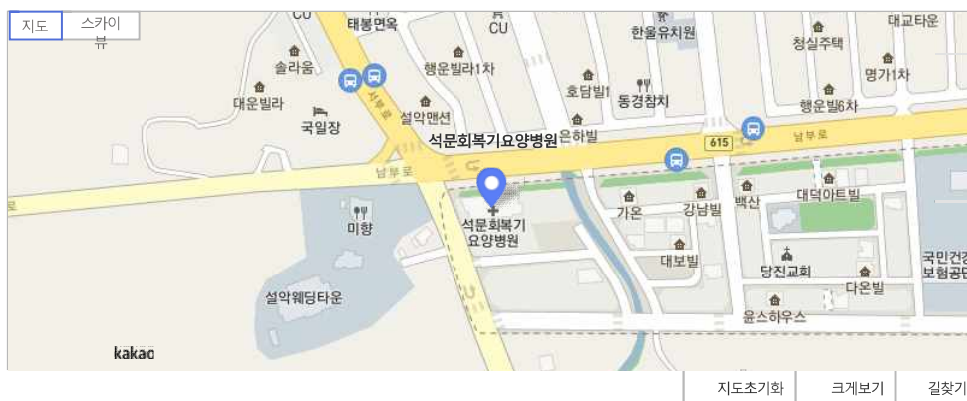 지도
스카이
뷰
CU
태봉면옥
CU
한울유치원
대교타운
청실주택
솔라움
행운빌라1차
명가1차
호담빌1
동경참치
대운빌라
국일장
설악맨션
서부로
행운빌6차
은하빌
석문회복기요양병원
615
남부로
남부로
로
미향
석문회복기
요양병원
가온
강남빌
백산
대덕아트빌
대보빌
당진교회
국민건강
보험공단
다온빌
설악웨딩타운
윤스하우스
kakao
지도초기화
크게보기
길찾기